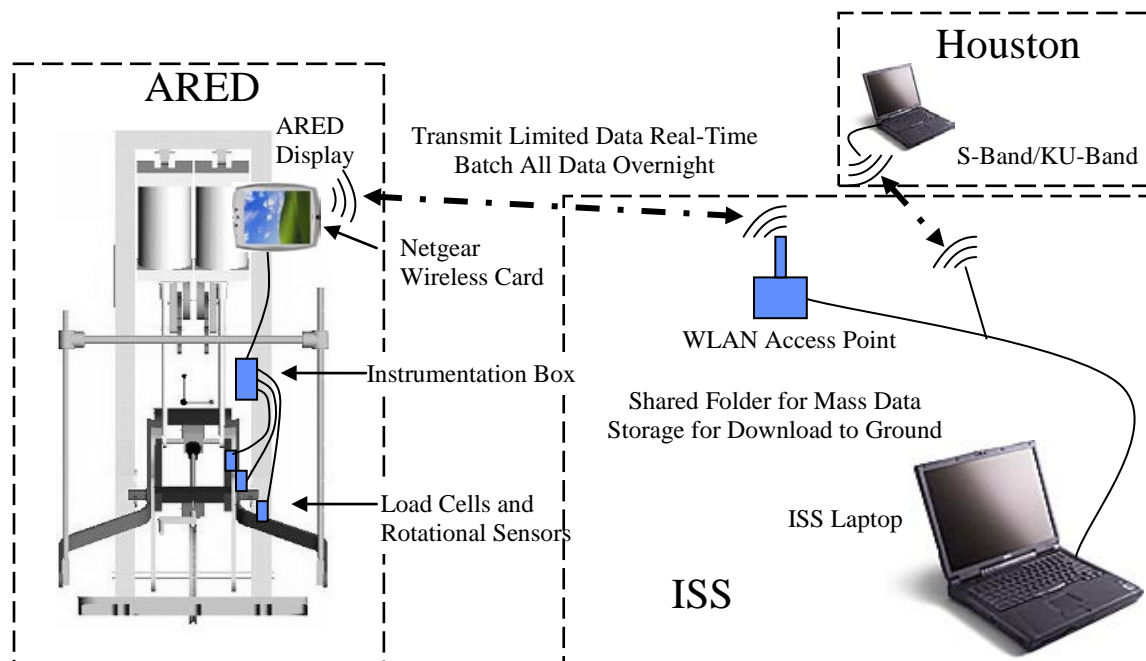 ARED
ARED
Display
Netgear
Wireless Card
Instrumentation Box
Load Cells and
Rotational Sensors
Transmit Limited Data Real-Time
Batch All Data Overnight
Houston
S-Band/KU-Band
WLAN Access Point
Shared Folder for Mass Data
Storage for Download to Ground
ISS Laptop
ISS